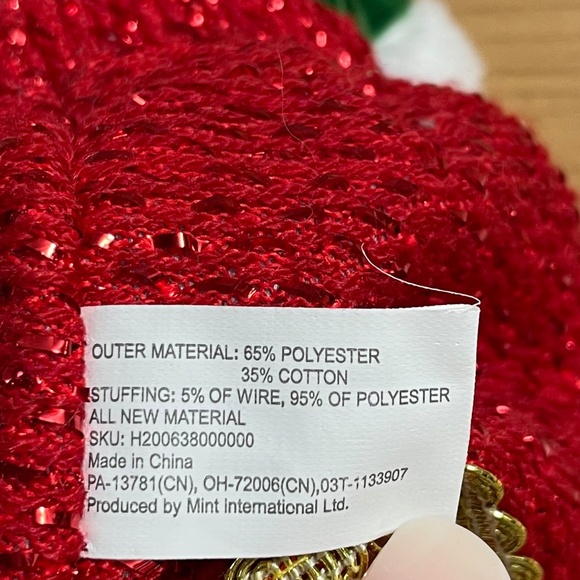 OUTER MATERIAL: 65% POLYESTER
35% COTTON
STUFFING: 5% OF WIRE, 95% OF POLYESTER
ALL NEW MATERIAL
SKU: H200638000000
Made in China
PA-13781(CN), OH-72006(CN),03T-1133907
Produced by Mint international Ltd.